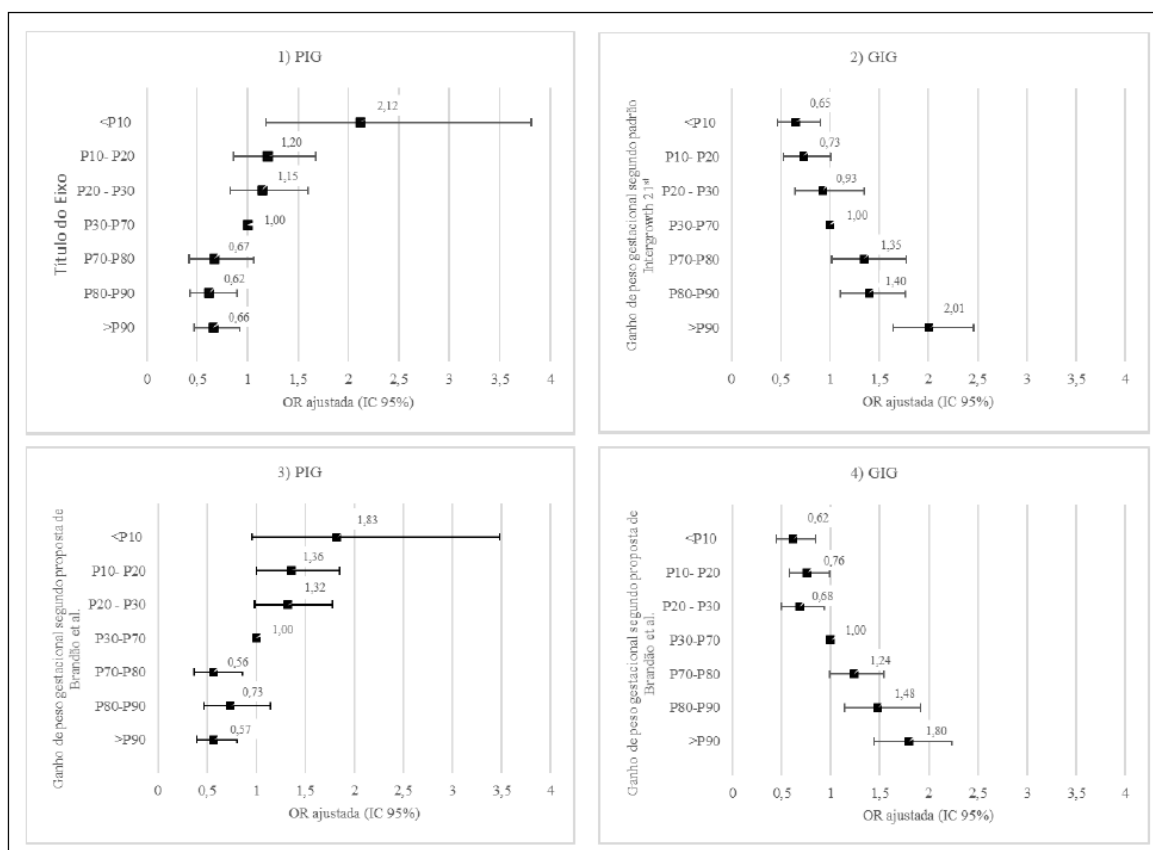 1) PIG
Título do Eixo
<P10
2,12
P10- P20
1,20
P20 - P30
1,15
P30-P70
1,00
P70-P80
0,67
P80-P90
0,62
>P90
0,66
0 0,5 1 1,5 2 2,5 3 3,5 4
OR ajustada (IC 95%)
2) GIG
Ganho de peso gestacional segundo padrão
Intergrowth 21st
<P10
0,65
P10- P20
0,73
P20 - P30
0,93
P30-P70
1,00
P70-P80
1,35
P80-P90
1,40
>P90
2,01
0 0,5 1 1,5 2 2,5 3 3,5 4
OR ajustada (IC 95%)
3) PIG
Ganho de peso gestacional segundo proposta de
Brandão et al.
<P10
1,83
P10- P20
1,36
P20 - P30
1,32
P30-P70
1,00
P70-P80
0,56
P80-P90
0,73
>P90
0,57
0 0,5 1 1,5 2 2,5 3 3,5 4
OR ajustada (IC 95%)
4) GIG
Ganho de peso gestacional segundo proposta de
Brandão et al.
<P10
0,62
P10- P20
0,76
P20 - P30
0,68
P30-P70
1,00
P70-P80
1,24
P80-P90
1,48
>P90
1,80
0 0,5 1 1,5 2 2,5 3 3,5 4
OR ajustada (IC 95%)